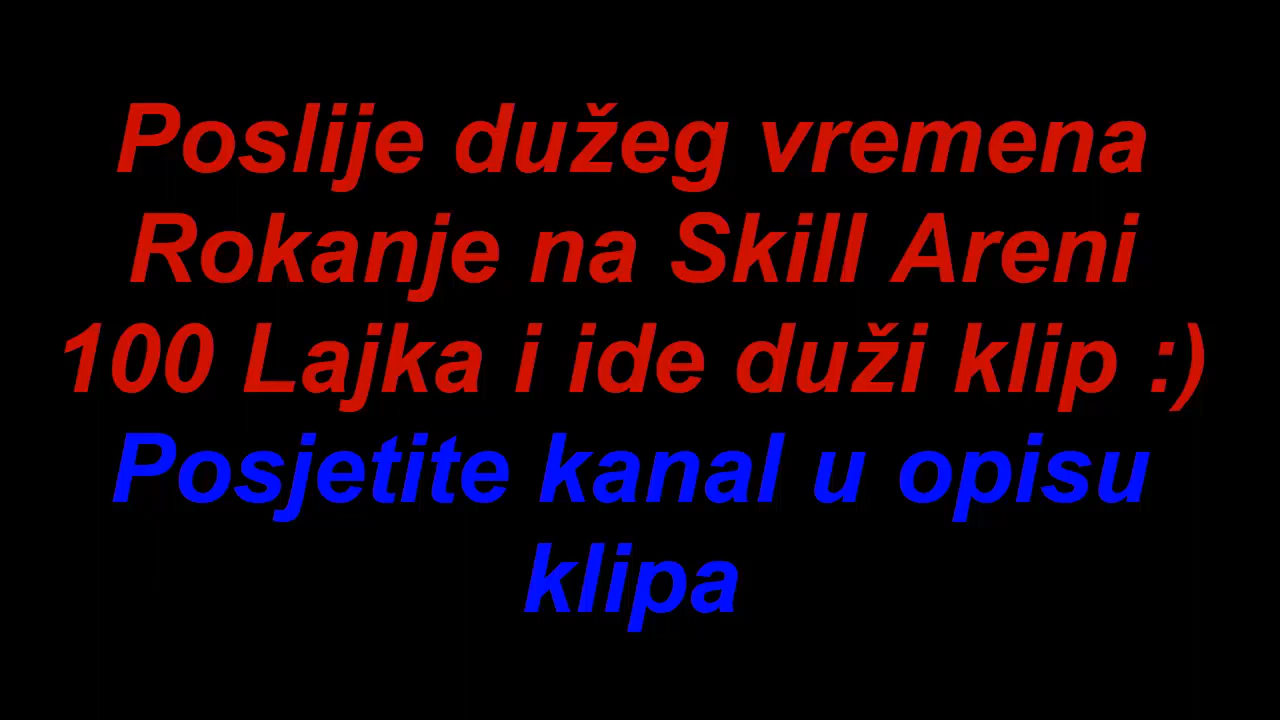 Poslije dužeg vremena
Rokanje na Skill Areni
100 Lajka i ide duži klip :)
Posjetite kanal u opisu
klipa